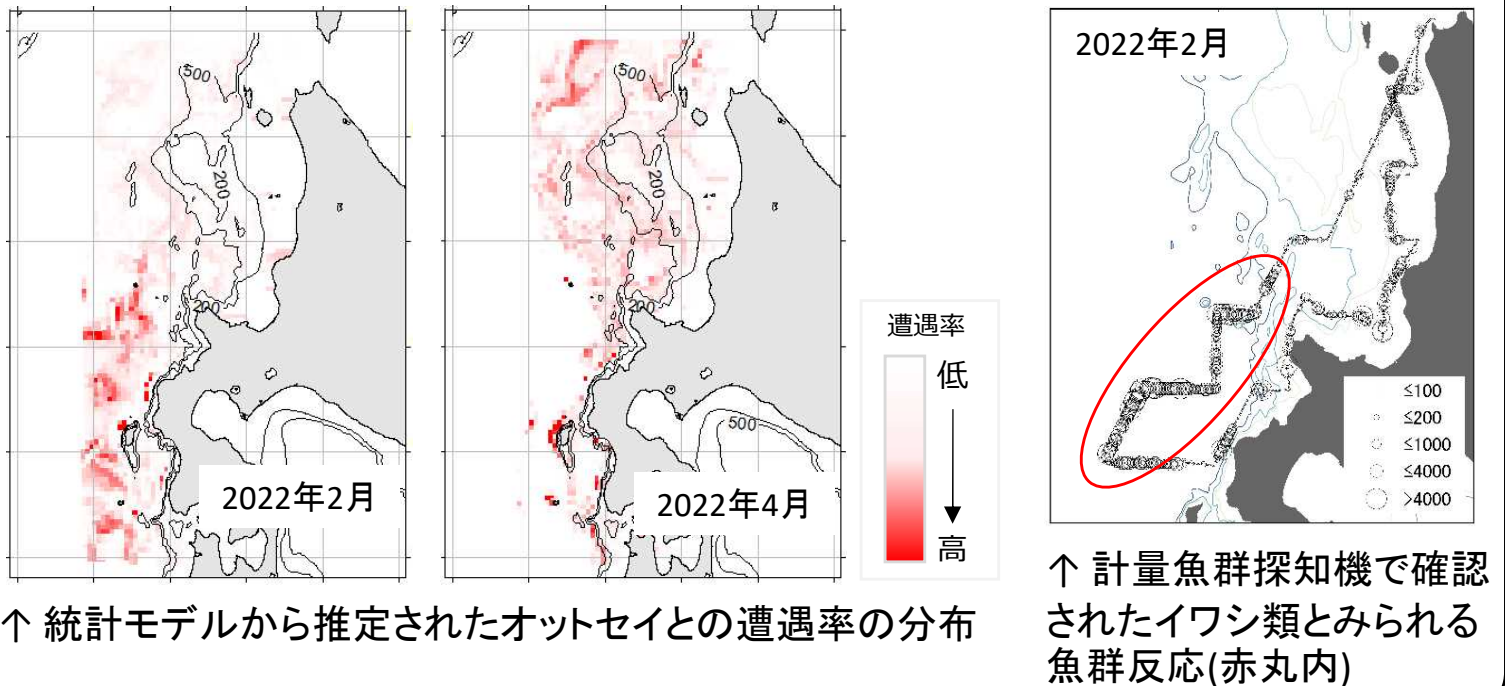 500
200
200
2022年2月
500
200
200
500
2022年4月
遭遇率
低
高
2022年2月
≤100
≤200
≤1000
≤4000
>4000
↑ 統計モデルから推定されたオットセイとの遭遇率の分布
↑ 計量魚群探知機で確認
されたイワシ類とみられる
魚群反応(赤丸内)